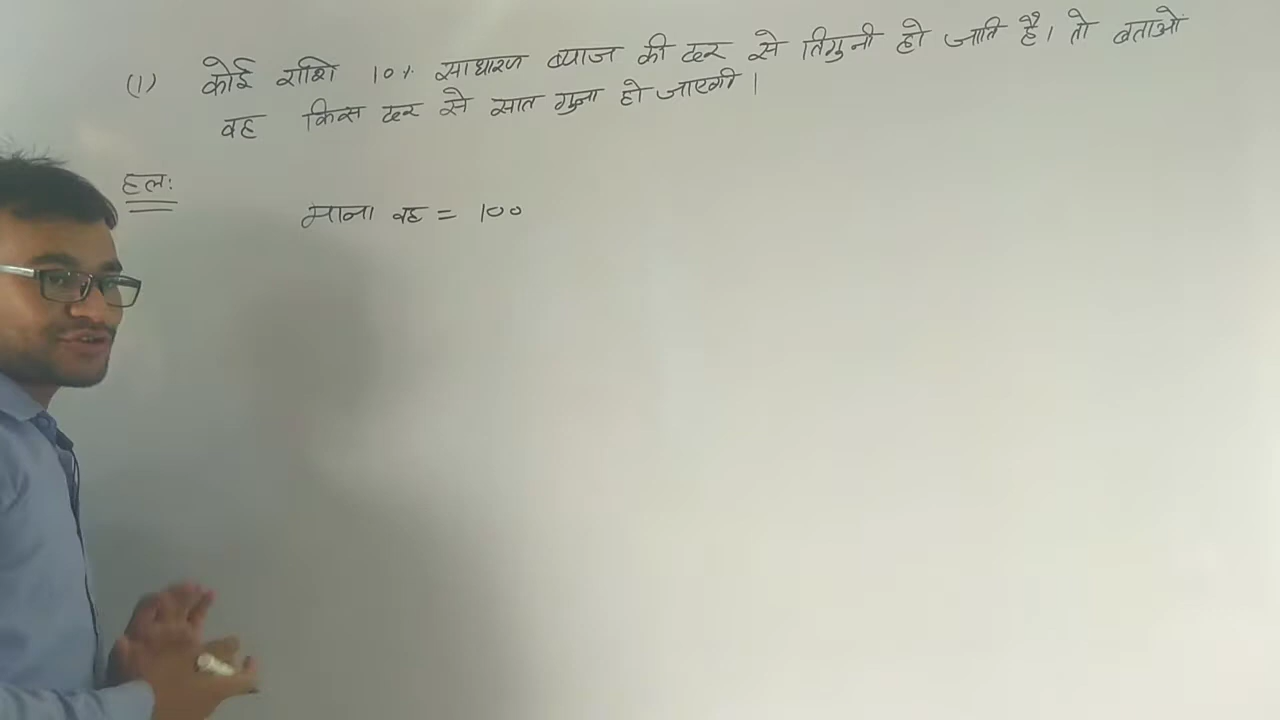 (1) कोई राशि 10% साधारण ब्याज की दर से तिगुनी हो जाति है। तो बताओ
वह किस दर से सात गुना हो जाएगी।
हल:
माना वह = 100